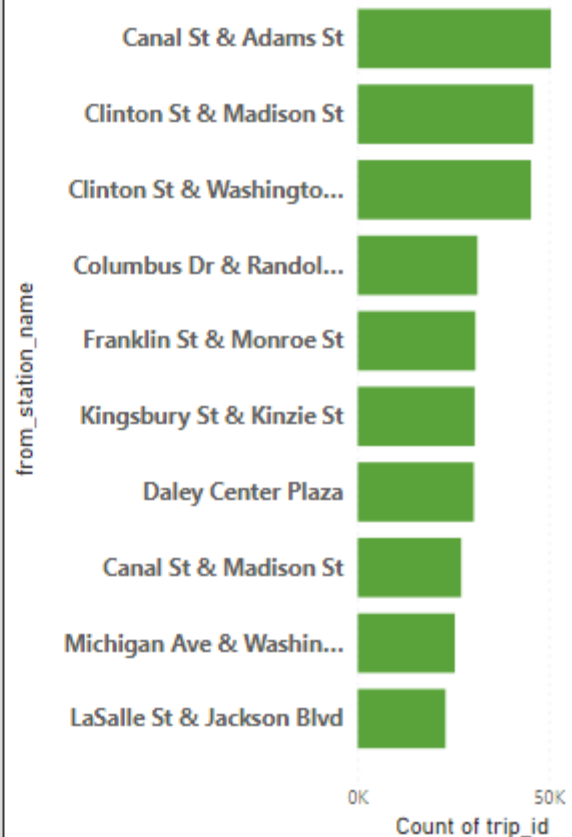 from_station_name
Canal St & Adams St
Clinton St & Madison St
Clinton St & Washingto...
Columbus Dr & Randol...
Franklin St & Monroe St
Kingsbury St & Kinzie St
Daley Center Plaza
Canal St & Madison St
Michigan Ave & Washin...
LaSalle St & Jackson Blvd
0K 50K
Count of trip_id